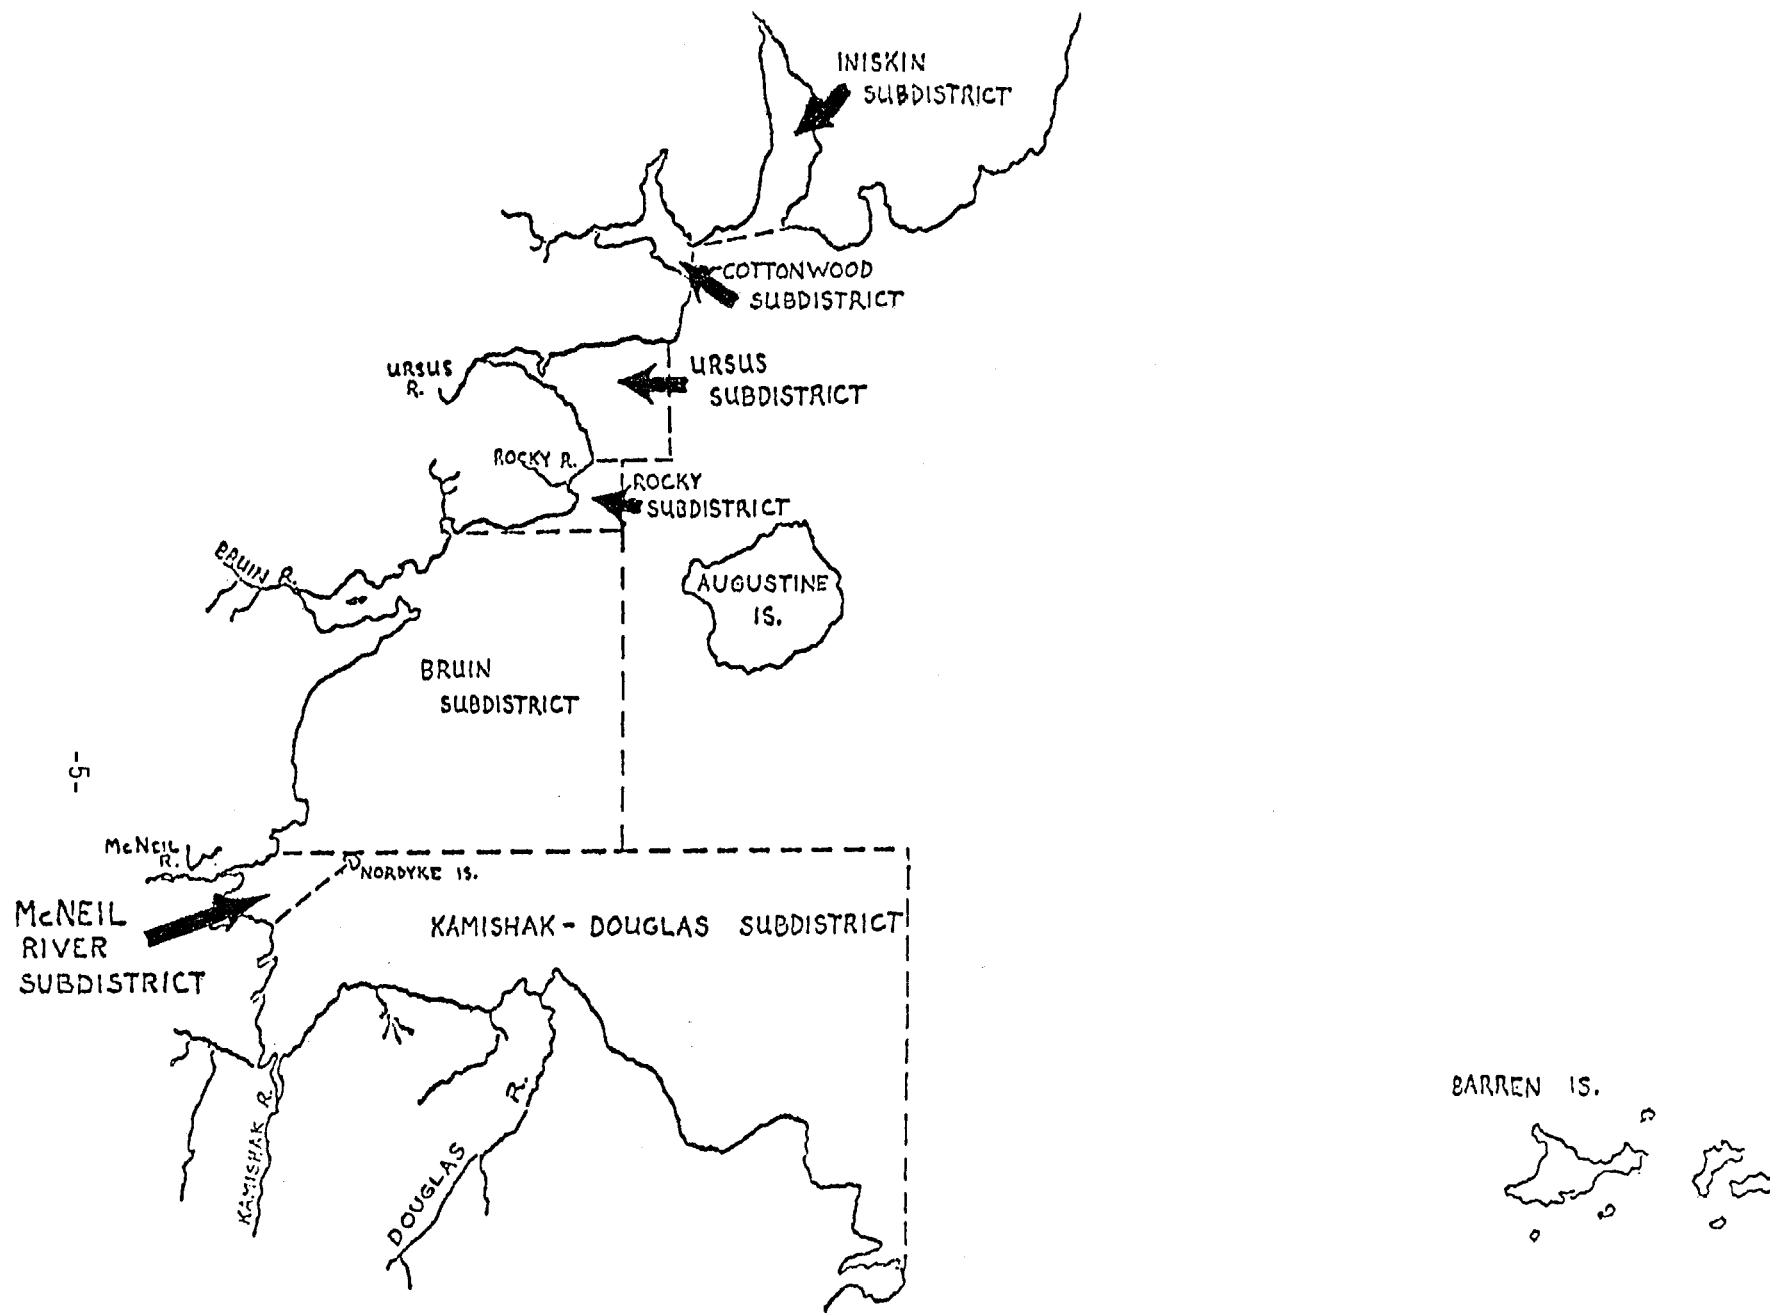 INISKIN
SUBDISTRICT
COTTONWOOD
SUBDISTRICT
URSUS
R.
URSUS
SUBDISTRICT
ROCKY R.
ROCKY
SUBDISTRICT
BRUIN R.
AUGUSTINE
IS.
BRUIN
SUBDISTRICT
-5-
McNEIL
R.
NORDYKE IS.
McNEIL
RIVER
SUBDISTRICT
KAMISHAK - DOUGLAS SUBDISTRICT
KAMISHAK R.
DOUGLAS R.
BARREN IS.